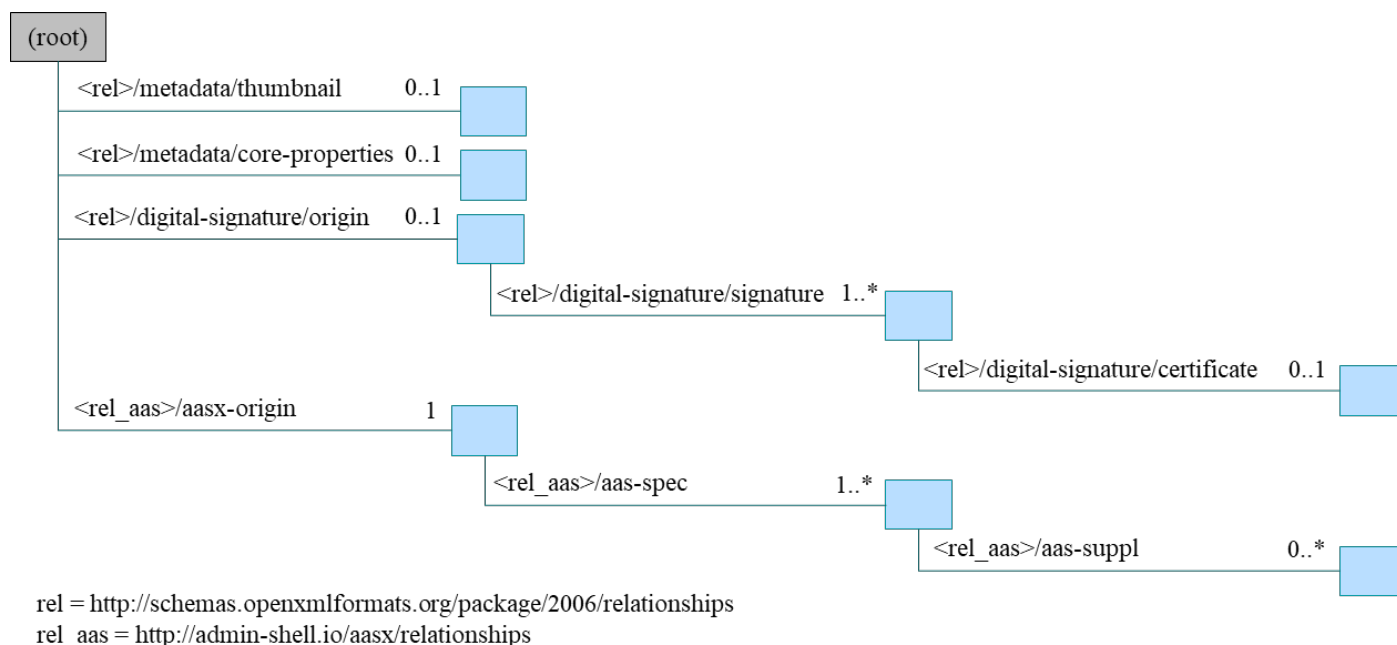 (root)
<rel>/metadata/thumbnail 0..1
<rel>/metadata/core-properties 0..1
<rel>/digital-signature/origin 0..1
<rel>/digital-signature/signature 1..*
<rel>/digital-signature/certificate 0..1
<rel_aas>/aasx-origin 1
<rel_aas>/aas-spec 1..*
<rel_aas>/aas-suppl 0..*
rel = http://schemas.openxmlformats.org/package/2006/relationships
rel_aas = http://admin-shell.io/aasx/relationships